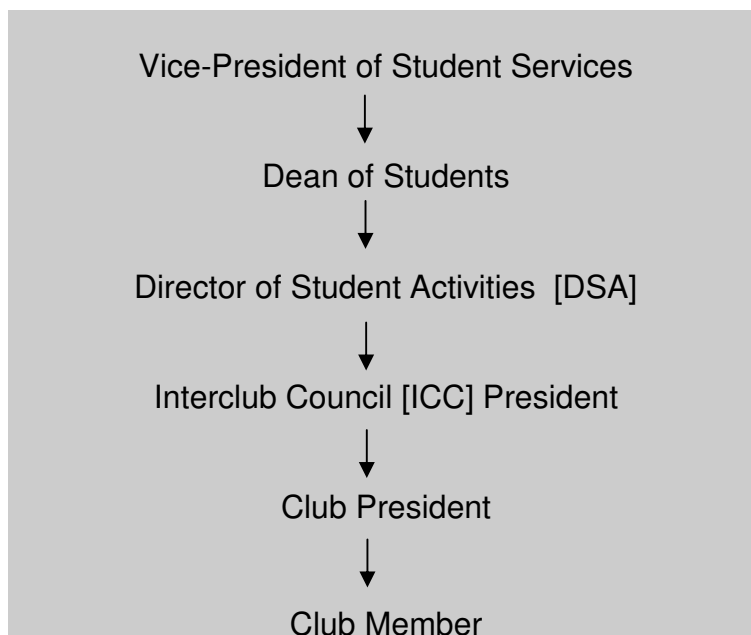 Vice-President of Student Services
Dean of Students
Director of Student Activities  [DSA]
Interclub Council [ICC] President
Club President
Club Member